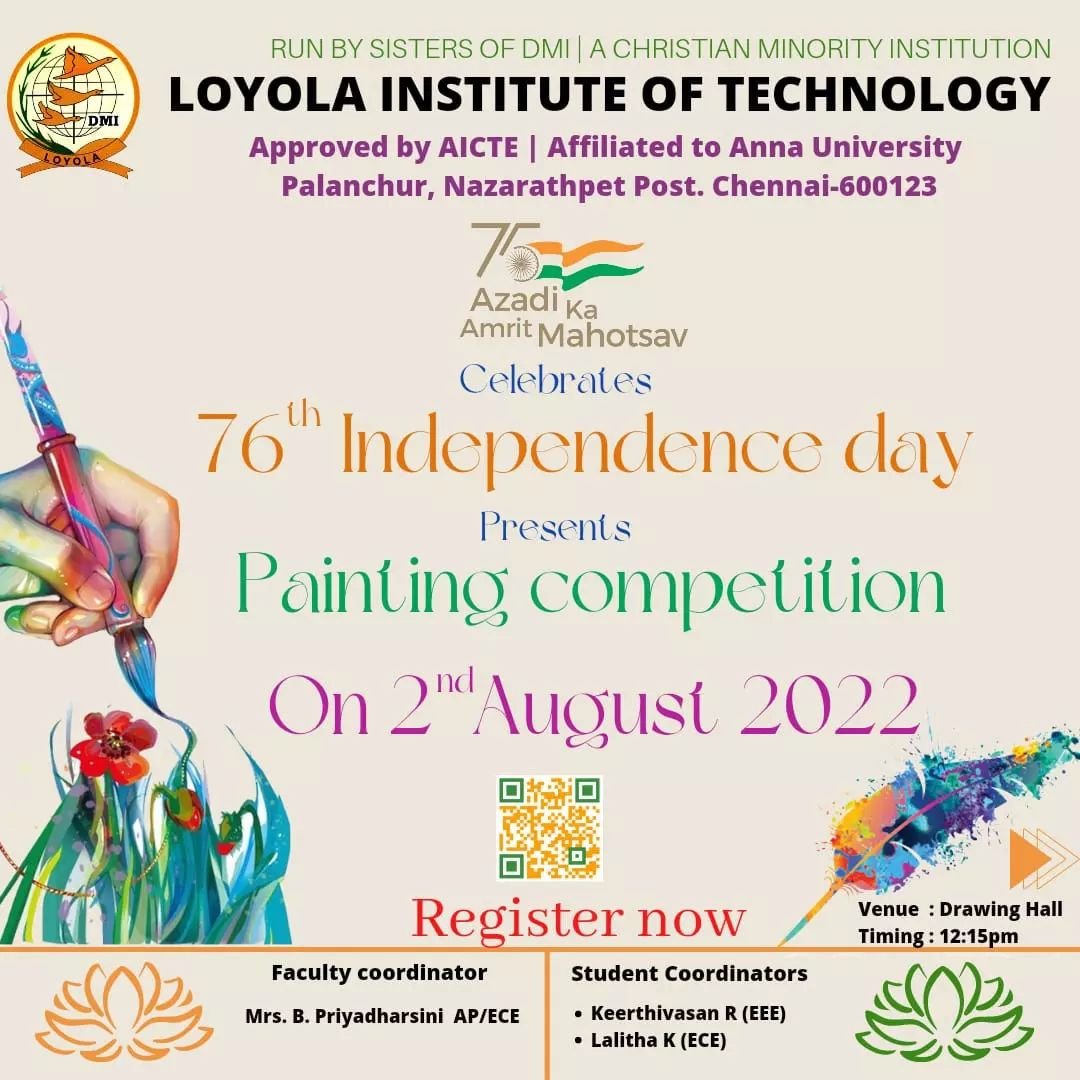 RUN BY SISTERS OF DMI | A CHRISTIAN MINORITY INSTITUTION
LOYOLA INSTITUTE OF TECHNOLOGY
DMI
LOYOLA
Approved by AICTE | Affiliated to Anna University
Palanchur, Nazarathpet Post. Chennai-600123
75
Azadi Ka
Amrit Mahotsav
Celebrates
76th Independence day
Presents
Painting competition
On 2nd August 2022
Register now
Venue : Drawing Hall
Timing : 12:15pm
Faculty coordinator
Mrs. B. Priyadharsini AP/ECE
Student Coordinators
• Keerthivasan R (EEE)
• Lalitha K (ECE)